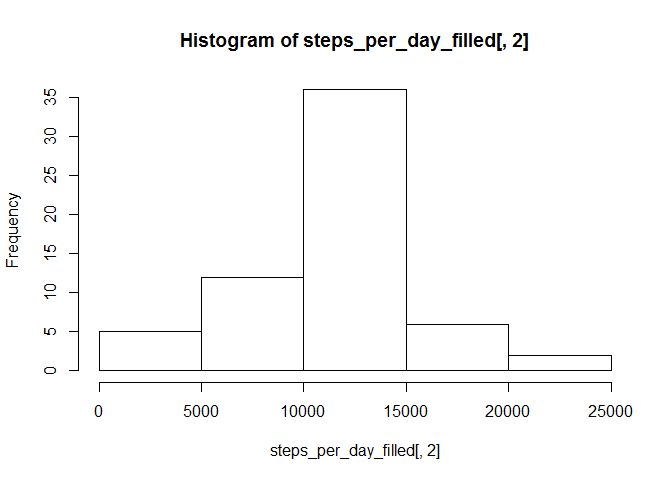 Histogram of steps_per_day_filled[, 2]
Frequency
35
30
25
20
15
10
5
0
0 5000 10000 15000 20000 25000
steps_per_day_filled[, 2]